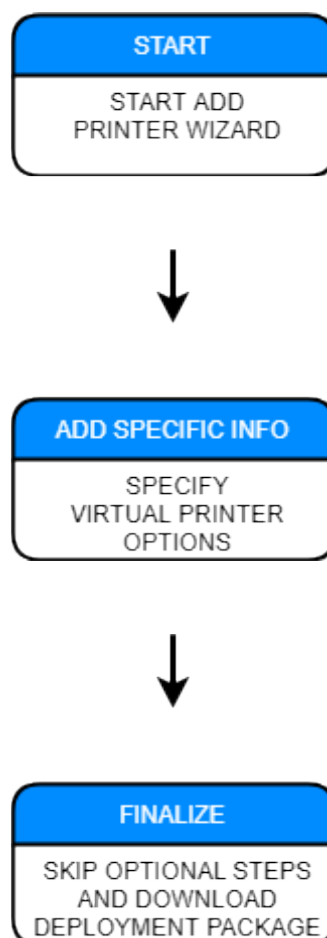 START
START ADD
PRINTER WIZARD
ADD SPECIFIC INFO
SPECIFY
VIRTUAL PRINTER
OPTIONS
FINALIZE
SKIP OPTIONAL STEPS
AND DOWNLOAD
DEPLOYMENT PACKAGE